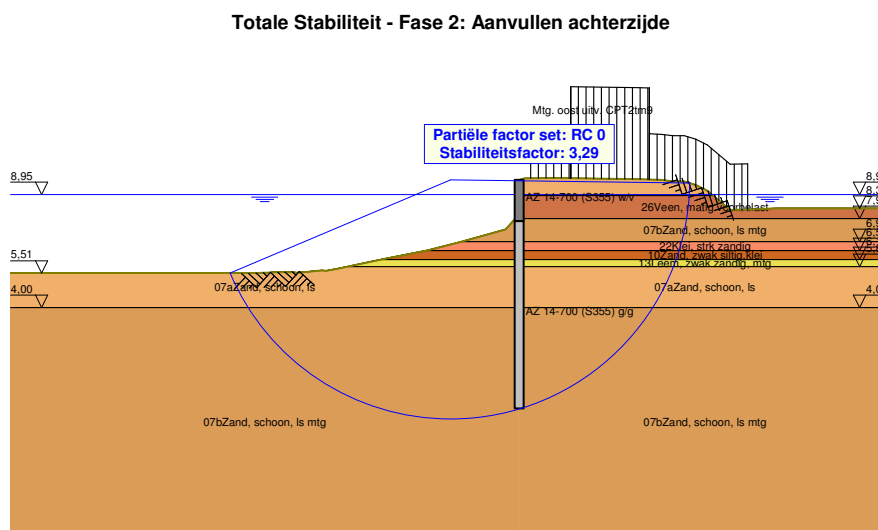 Totale Stabiliteit - Fase 2: Aanvullen achterzijde
Mtg. oost uitv. CPT2tm9
Partiële factor set: RC 0
Stabiliteitsfactor: 3,29
8,95
8,9
AZ 14-700 (S355) w/v
26Veen, matig voorbelast
07bZand, schoon, ls mtg
22Klei, strk zandig
10Zand, zwak siltig,klei
13Leem, zwak zandig, mtg
5,51
07aZand, schoon, ls
07aZand, schoon, ls
4,00
4,0
AZ 14-700 (S355) g/g
07bZand, schoon, ls mtg
07bZand, schoon, ls mtg